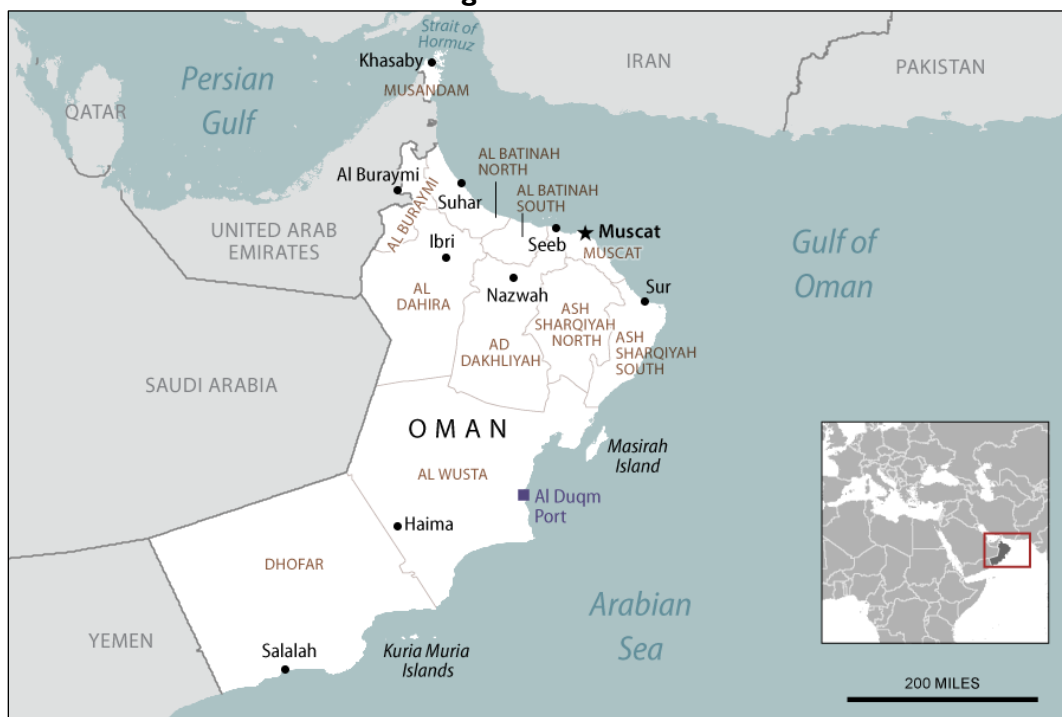 g
Strait of
Hormuz
Khasaby
IRAN
PAKISTAN
Persian
Gulf
MUSANDAM
QATAR
AL BATINAH
NORTH
Al Buraymi
AL BATINAH
SOUTH
Suhar
AL BURAYMI
UNITED ARAB
EMIRATES
Ibri
Seeb
Muscat
MUSCAT
Gulf of
Oman
AL
DAHIRA
Nazwah
Sur
ASH
SHARQIYAH
NORTH
AD
DAKHLIYAH
ASH
SHARQIYAH
SOUTH
SAUDI ARABIA
OMAN
Masirah
Island
AL WUSTA
Al Duqm
Port
Haima
DHOFAR
Arabian
Sea
YEMEN
Salalah
Kuria Muria
Islands
200 MILES